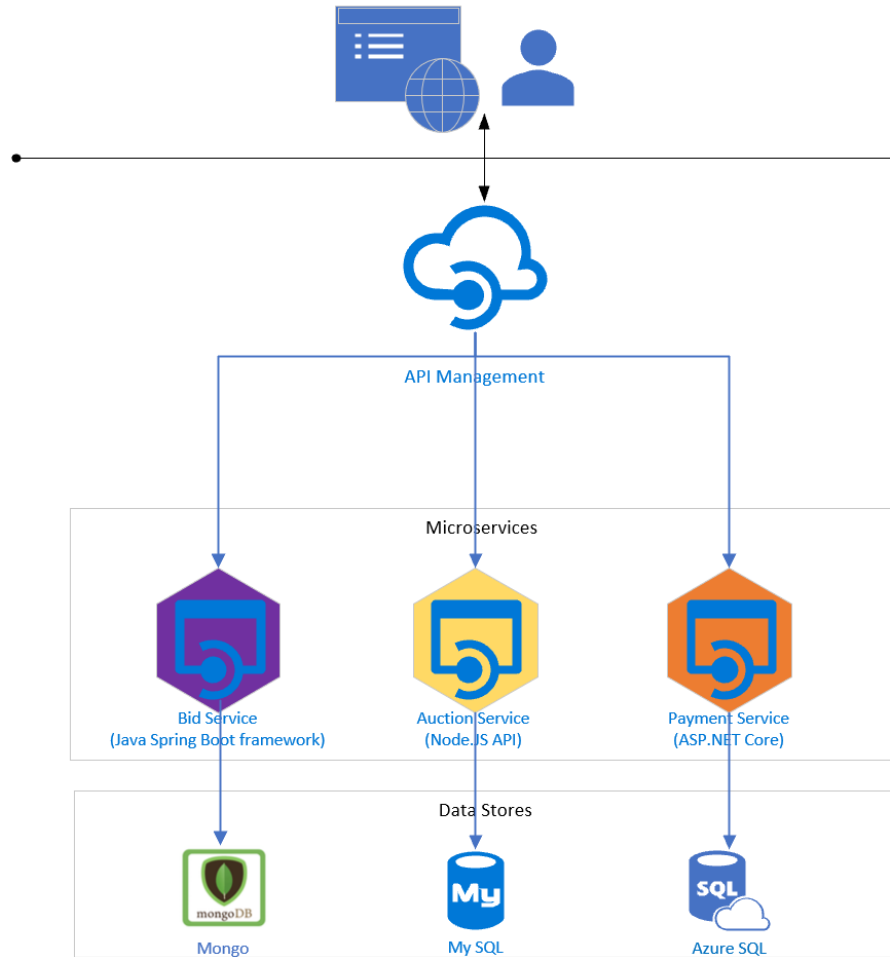 API Management
Microservices
Bid Service
(Java Spring Boot framework)
Auction Service
(Node.JS API)
Payment Service
(ASP.NET Core)
Data Stores
mongoDB
My
SQL
Mongo
My SQL
Azure SQL